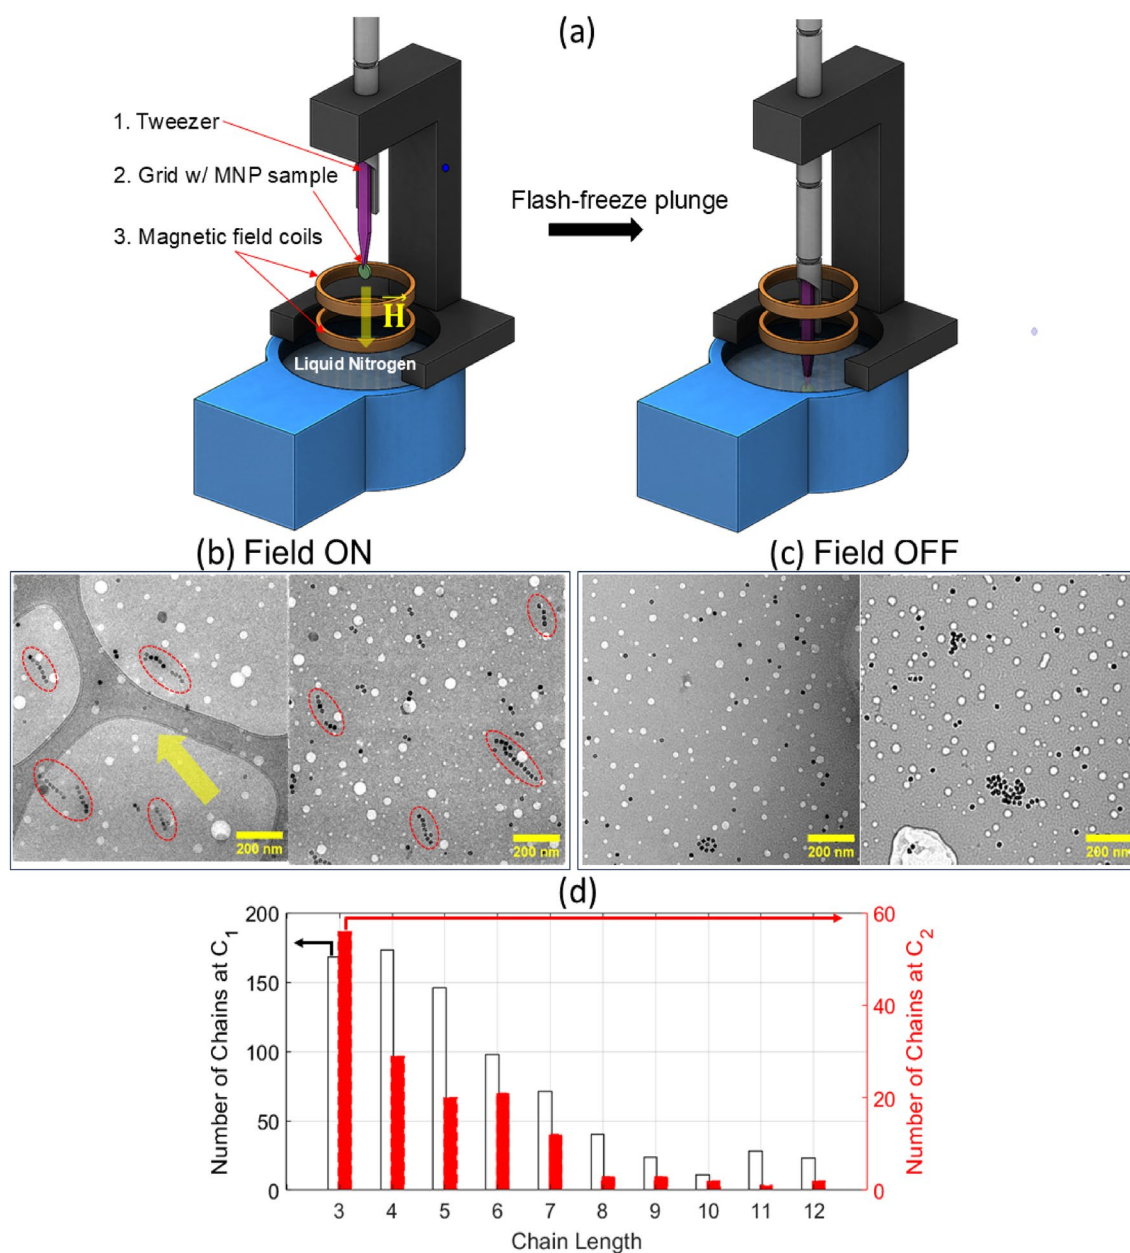 (a)
1. Tweezer
2. Grid w/ MNP sample
3. Magnetic field coils
H
Liquid Nitrogen
Flash-freeze plunge
(b) Field ON
(c) Field OFF
200 nm
200 nm
200 nm
200 nm
(d)
Number of Chains at C₁
200
150
100
50
0
60
40
20
0
Number of Chains at C₂
3 4 5 6 7 8 9 10 11 12
Chain Length